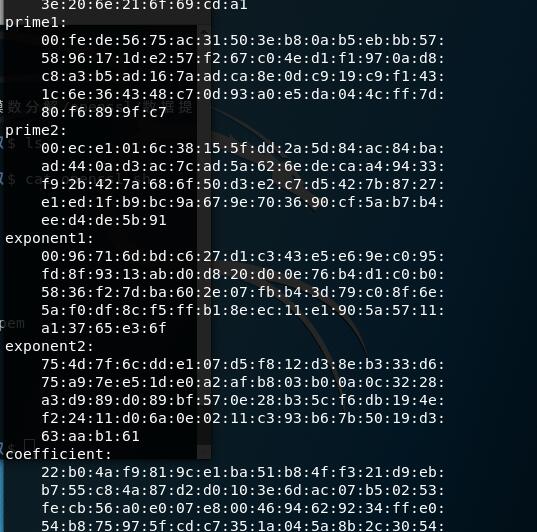 3e:20:6e:21:6f:69:cd:a1
prime1:
00:fe:de:56:75:ac:31:50:3e:b8:0a:b5:eb:bb:57:
58:96:17:1d:e2:57:f2:67:c0:4e:d1:f1:97:0a:d8:
c8:a3:b5:ad:16:7a:ad:ca:8e:0d:c9:19:c9:f1:43:
1c:6e:36:43:48:c7:0d:93:a0:e5:da:04:4c:ff:7d:
80:f6:89:9f:c7
prime2:
00:ec:e1:01:6c:38:15:5f:dd:2a:5d:84:ac:84:ba:
ad:44:0a:d3:ac:7c:ad:5a:62:6e:de:ca:a4:94:33:
f9:2b:42:7a:68:6f:50:d3:e2:c7:d5:42:7b:87:27:
e1:ed:1f:b9:bc:9a:67:9e:70:36:90:cf:5a:b7:b4:
ee:d4:de:5b:91
exponent1:
00:96:71:6d:bd:c6:27:d1:c3:43:e5:e6:9e:c0:95:
fd:8f:93:13:ab:d0:d8:20:d0:0e:76:b4:d1:c0:b0:
58:36:f2:7d:ba:60:2e:07:fb:b4:3d:79:c0:8f:6e:
5a:f0:df:8c:f5:ff:b1:8e:ec:11:e1:90:5a:57:11:
a1:37:65:e3:6f
exponent2:
75:4d:7f:6c:dd:e1:07:d5:f8:12:d3:8e:b3:33:d6:
75:a9:7e:e5:1d:e0:a2:af:b8:03:b0:0a:0c:32:28:
a3:d9:89:d0:89:bf:57:0e:28:b3:5c:f6:db:19:4e:
f2:24:11:d0:6a:0e:02:11:c3:93:b6:7b:50:19:d3:
63:aa:b1:61
coefficient:
22:b0:4a:f9:81:9c:e1:ba:51:b8:4f:f3:21:d9:eb:
b7:55:c8:4a:87:d2:d0:10:3e:6d:ac:07:b5:02:53:
fe:cb:56:a0:e0:07:e8:00:46:94:62:92:34:ff:e0:
54:b8:75:97:5f:cd:c7:35:1a:04:5a:8b:2c:30:54: